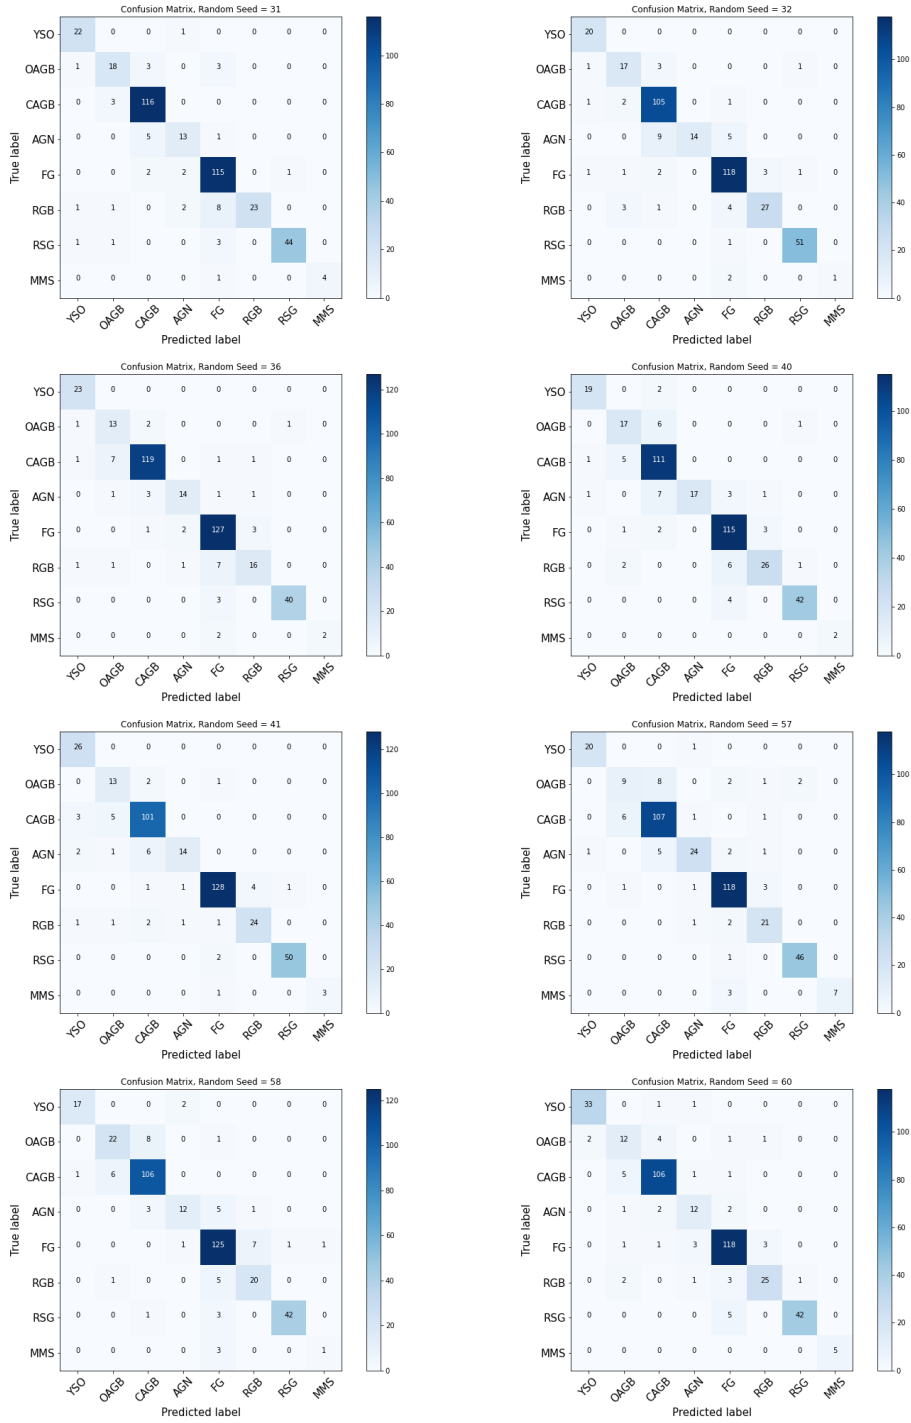 Confusion Matrix, Random Seed = 31
True label
YSO 22 0 0 1 0 0 0 0
OAGB 1 18 3 0 3 0 0 0
CAGB 0 3 116 0 0 0 0 0
AGN 0 0 5 13 1 0 0 0
FG 0 0 2 2 115 0 1 0
RGB 1 1 0 2 8 23 0 0
RSG 1 1 0 0 3 0 44 0
MMS 0 0 0 0 1 0 0 4
YSO OAGB CAGB AGN FG RGB RSG MMS
Predicted label
100
80
60
40
20
0
Confusion Matrix, Random Seed = 32
True label
YSO 20 0 0 0 0 0 0 0
OAGB 1 17 3 0 0 0 1 0
CAGB 1 2 105 0 1 0 0 0
AGN 0 0 9 14 5 0 0 0
FG 1 1 2 0 118 3 1 0
RGB 0 3 1 0 4 27 0 0
RSG 0 0 0 0 1 0 51 0
MMS 0 0 0 0 2 0 0 1
YSO OAGB CAGB AGN FG RGB RSG MMS
Predicted label
100
80
60
40
20
0
Confusion Matrix, Random Seed = 36
True label
YSO 23 0 0 0 0 0 0 0
OAGB 1 13 2 0 0 0 1 0
CAGB 1 7 119 0 1 1 0 0
AGN 0 1 3 14 1 1 0 0
FG 0 0 1 2 127 3 0 0
RGB 1 1 0 1 7 16 0 0
RSG 0 0 0 0 3 0 40 0
MMS 0 0 0 0 2 0 0 2
YSO OAGB CAGB AGN FG RGB RSG MMS
Predicted label
120
100
80
60
40
20
0
Confusion Matrix, Random Seed = 40
True label
YSO 19 0 2 0 0 0 0 0
OAGB 0 17 6 0 0 0 1 0
CAGB 1 5 111 0 0 0 0 0
AGN 1 0 7 17 3 1 0 0
FG 0 1 2 0 115 3 0 0
RGB 0 2 0 0 6 26 1 0
RSG 0 0 0 0 4 0 42 0
MMS 0 0 0 0 0 0 0 2
YSO OAGB CAGB AGN FG RGB RSG MMS
Predicted label
100
80
60
40
20
0
Confusion Matrix, Random Seed = 41
True label
YSO 26 0 0 0 0 0 0 0
OAGB 0 13 2 0 1 0 0 0
CAGB 3 5 101 0 0 0 0 0
AGN 2 1 6 14 0 0 0 0
FG 0 0 1 1 128 4 1 0
RGB 1 1 2 1 1 24 0 0
RSG 0 0 0 0 2 0 50 0
MMS 0 0 0 0 1 0 0 3
YSO OAGB CAGB AGN FG RGB RSG MMS
Predicted label
120
100
80
60
40
20
0
Confusion Matrix, Random Seed = 57
True label
YSO 20 0 0 1 0 0 0 0
OAGB 0 9 8 0 2 1 2 0
CAGB 0 6 107 1 0 1 0 0
AGN 1 0 5 24 2 1 0 0
FG 0 1 0 1 118 3 0 0
RGB 0 0 0 1 2 21 0 0
RSG 0 0 0 0 1 0 46 0
MMS 0 0 0 0 3 0 0 7
YSO OAGB CAGB AGN FG RGB RSG MMS
Predicted label
100
80
60
40
20
0
Confusion Matrix, Random Seed = 58
True label
YSO 17 0 0 2 0 0 0 0
OAGB 0 22 8 0 1 0 0 0
CAGB 1 6 106 0 0 0 0 0
AGN 0 0 3 12 5 1 0 0
FG 0 0 0 1 125 7 1 1
RGB 0 1 0 0 5 20 0 0
RSG 0 0 1 0 3 0 42 0
MMS 0 0 0 0 3 0 0 1
YSO OAGB CAGB AGN FG RGB RSG MMS
Predicted label
120
100
80
60
40
20
0
Confusion Matrix, Random Seed = 60
True label
YSO 33 0 1 1 0 0 0 0
OAGB 2 12 4 0 1 1 0 0
CAGB 0 5 106 1 1 0 0 0
AGN 0 1 2 12 2 0 0 0
FG 0 1 1 3 118 3 0 0
RGB 0 2 0 1 3 25 1 0
RSG 0 0 0 0 5 0 42 0
MMS 0 0 0 0 0 0 0 5
YSO OAGB CAGB AGN FG RGB RSG MMS
Predicted label
100
80
60
40
20
0